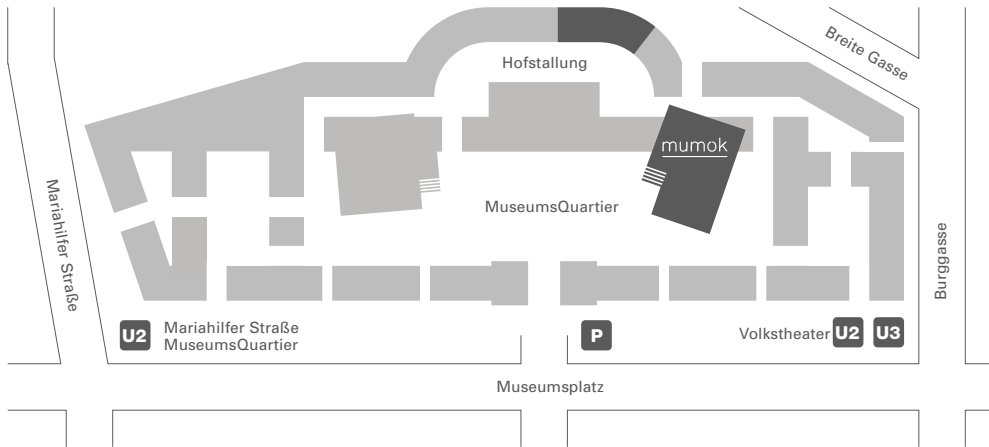 Breite Gasse
Hofstallung
mumok
Mariahilfer Straße
MuseumsQuartier
Burggasse
U2
Mariahilfer Straße
MuseumsQuartier
P
Volkstheater U2 U3
Museumsplatz